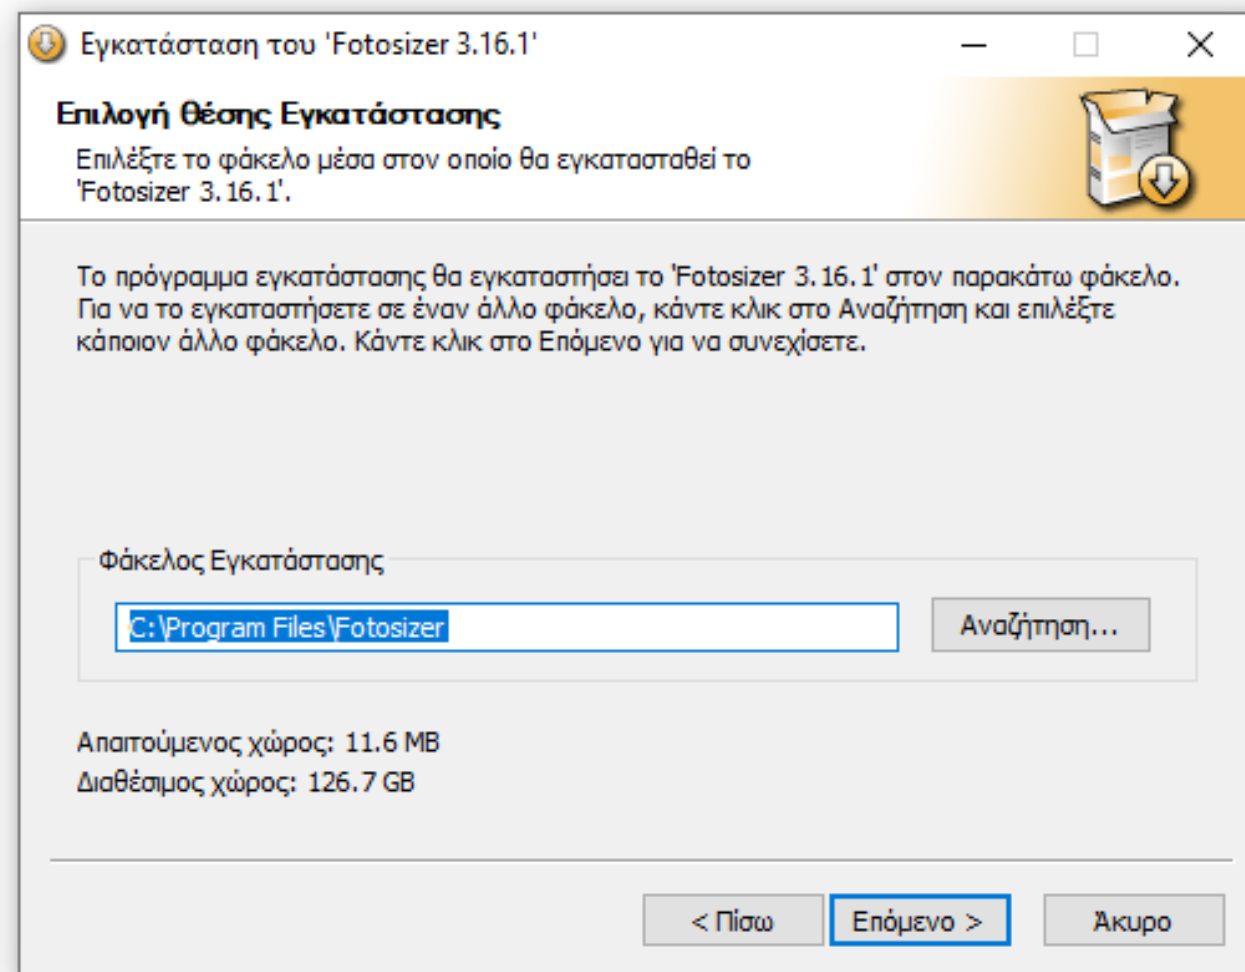 Εγκατάσταση του 'Fotosizer 3.16.1'
Επιλογή θέσης Εγκατάστασης
Επιλέξτε το φάκελο μέσα στον οποίο θα εγκατασταθεί το
'Fotosizer 3.16.1'.
Το πρόγραμμα εγκατάστασης θα εγκαταστήσει το 'Fotosizer 3.16.1' στον παρακάτω φάκελο.
Για να το εγκαταστήσετε σε έναν άλλο φάκελο, κάντε κλικ στο Αναζήτηση και επιλέξτε
κάποιον άλλο φάκελο. Κάντε κλικ στο Επόμενο για να συνεχίσετε.
Φάκελος Εγκατάστασης
C:\Program Files\Fotosizer
Αναζήτηση...
Απαιτούμενος χώρος: 11.6 MB
Διαθέσιμος χώρος: 126.7 GB
< Πίσω
Επόμενο >
Άκυρο